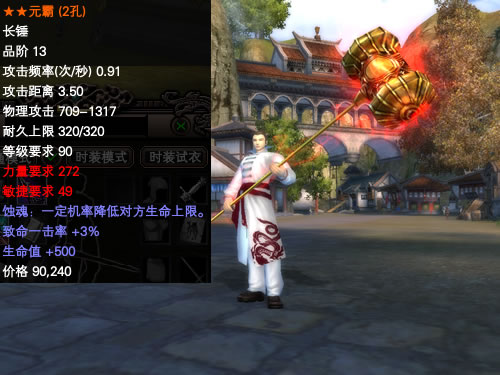 ★★元霸 (2孔)
长锤
品阶 13
攻击频率(次/秒) 0.91
攻击距离 3.50
物理攻击 709-1317
耐久上限 320/320
等级要求 90
时装模式 时装试衣
力量要求 272
敏捷要求 49
蚀魂：一定机率降低对方生命上限。
致命一击率 +3%
生命值 +500
价格 90,240